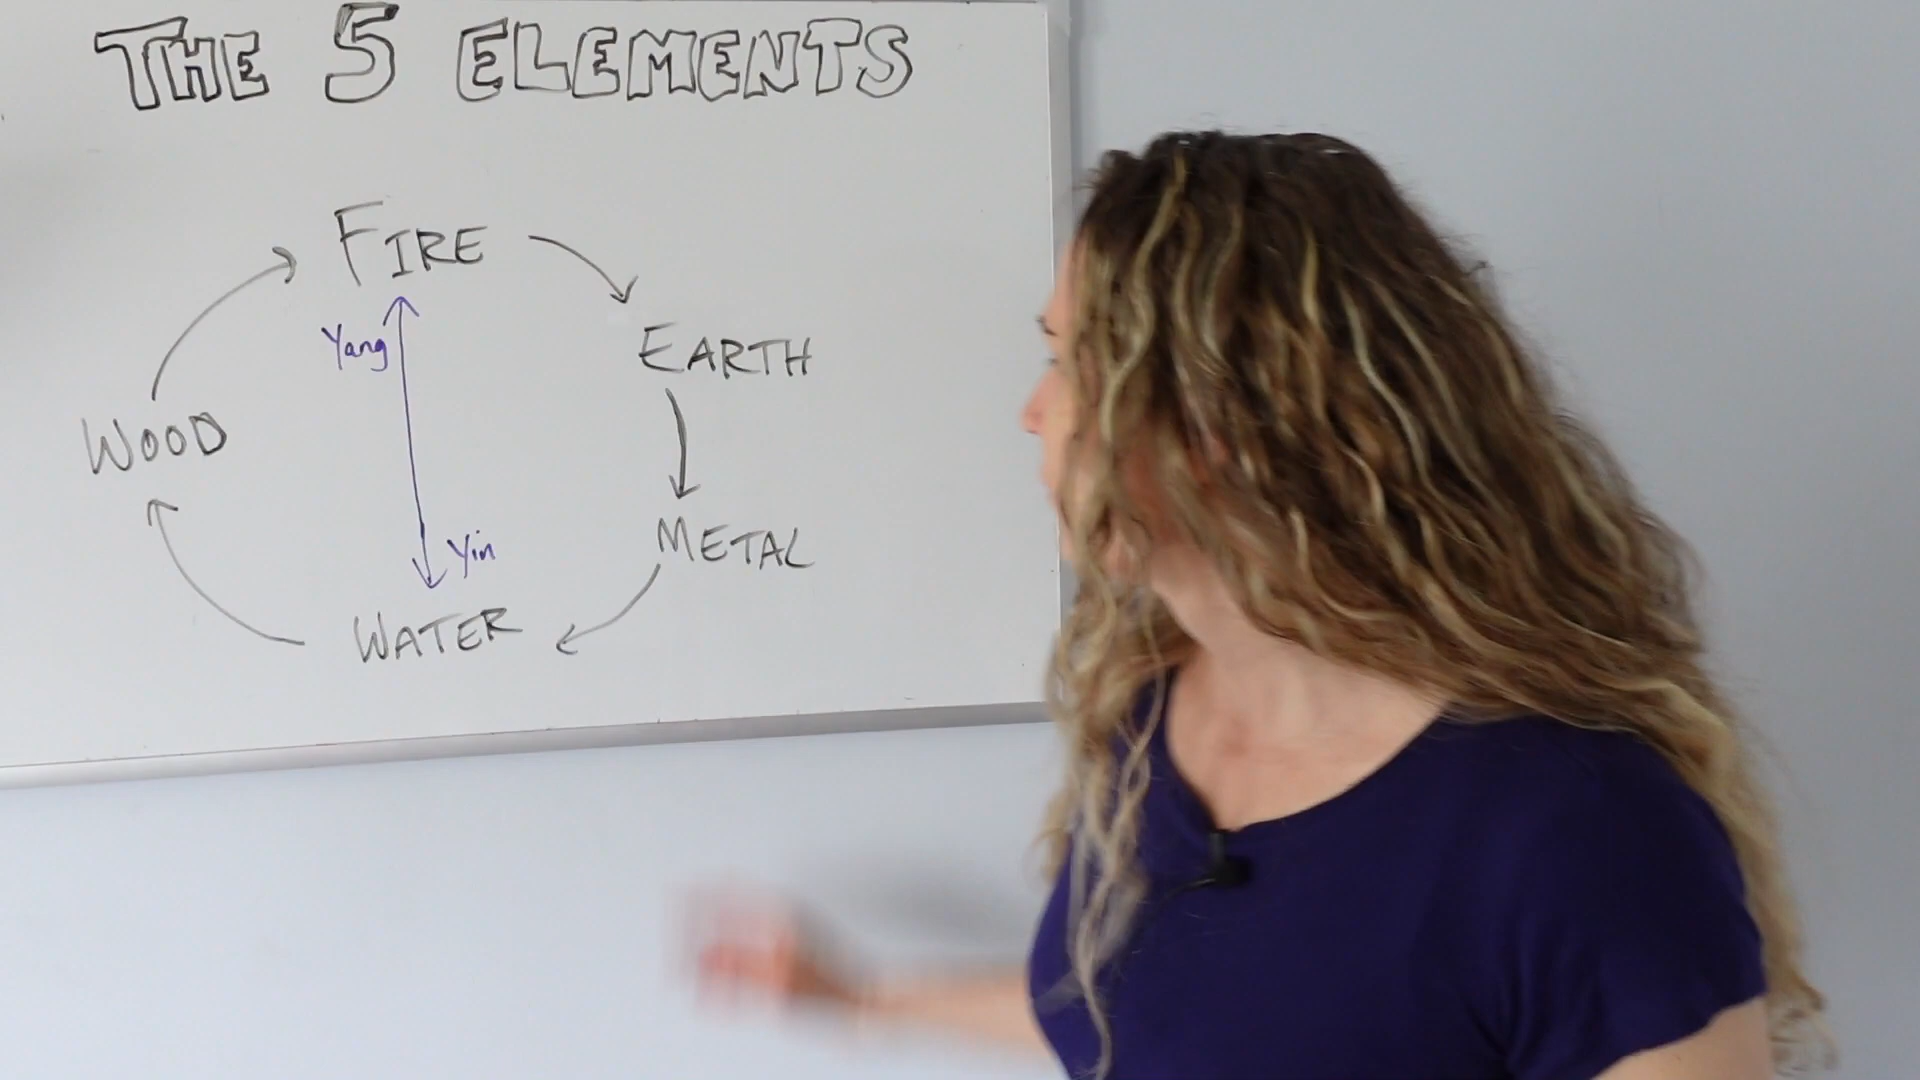 THE 5 ELEMENTS
FIRE
Yang
EARTH
WOOD
METAL
Yin
WATER